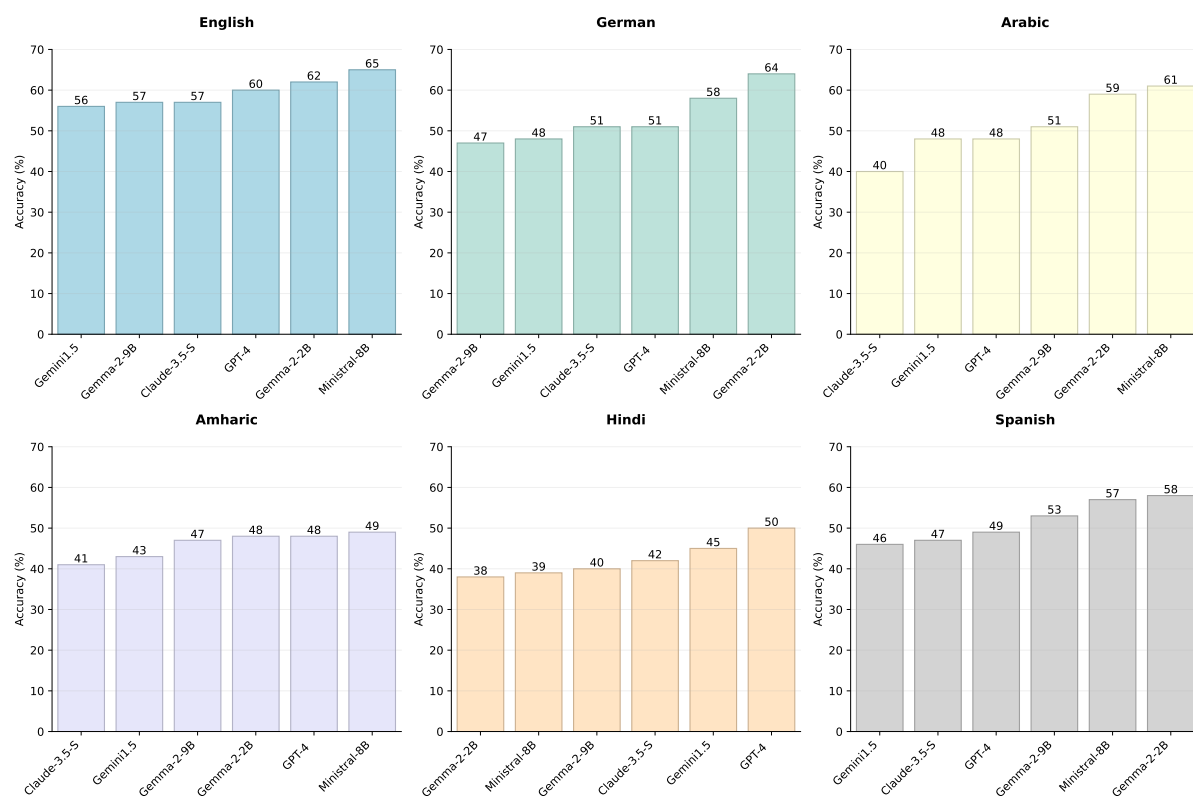 English
Accuracy (%)
70
60
50
40
30
20
10
0
56
57
57
60
62
65
Gemini1.5
Gemma-2-9B
Claude-3.5-S
GPT-4
Gemma-2-2B
Ministral-8B
German
Accuracy (%)
70
60
50
40
30
20
10
0
47
48
51
51
58
64
Gemma-2-9B
Gemini1.5
Claude-3.5-S
GPT-4
Ministral-8B
Gemma-2-2B
Arabic
Accuracy (%)
70
60
50
40
30
20
10
0
40
48
48
51
59
61
Claude-3.5-S
Gemini1.5
GPT-4
Gemma-2-9B
Gemma-2-2B
Ministral-8B
Amharic
Accuracy (%)
70
60
50
40
30
20
10
0
41
43
47
48
48
49
Claude-3.5-S
Gemini1.5
Gemma-2-9B
Gemma-2-2B
GPT-4
Ministral-8B
Hindi
Accuracy (%)
70
60
50
40
30
20
10
0
38
39
40
42
45
50
Gemma-2-2B
Ministral-8B
Gemma-2-9B
Claude-3.5-S
Gemini1.5
GPT-4
Spanish
Accuracy (%)
70
60
50
40
30
20
10
0
46
47
49
53
57
58
Gemini1.5
Claude-3.5-S
GPT-4
Gemma-2-9B
Ministral-8B
Gemma-2-2B